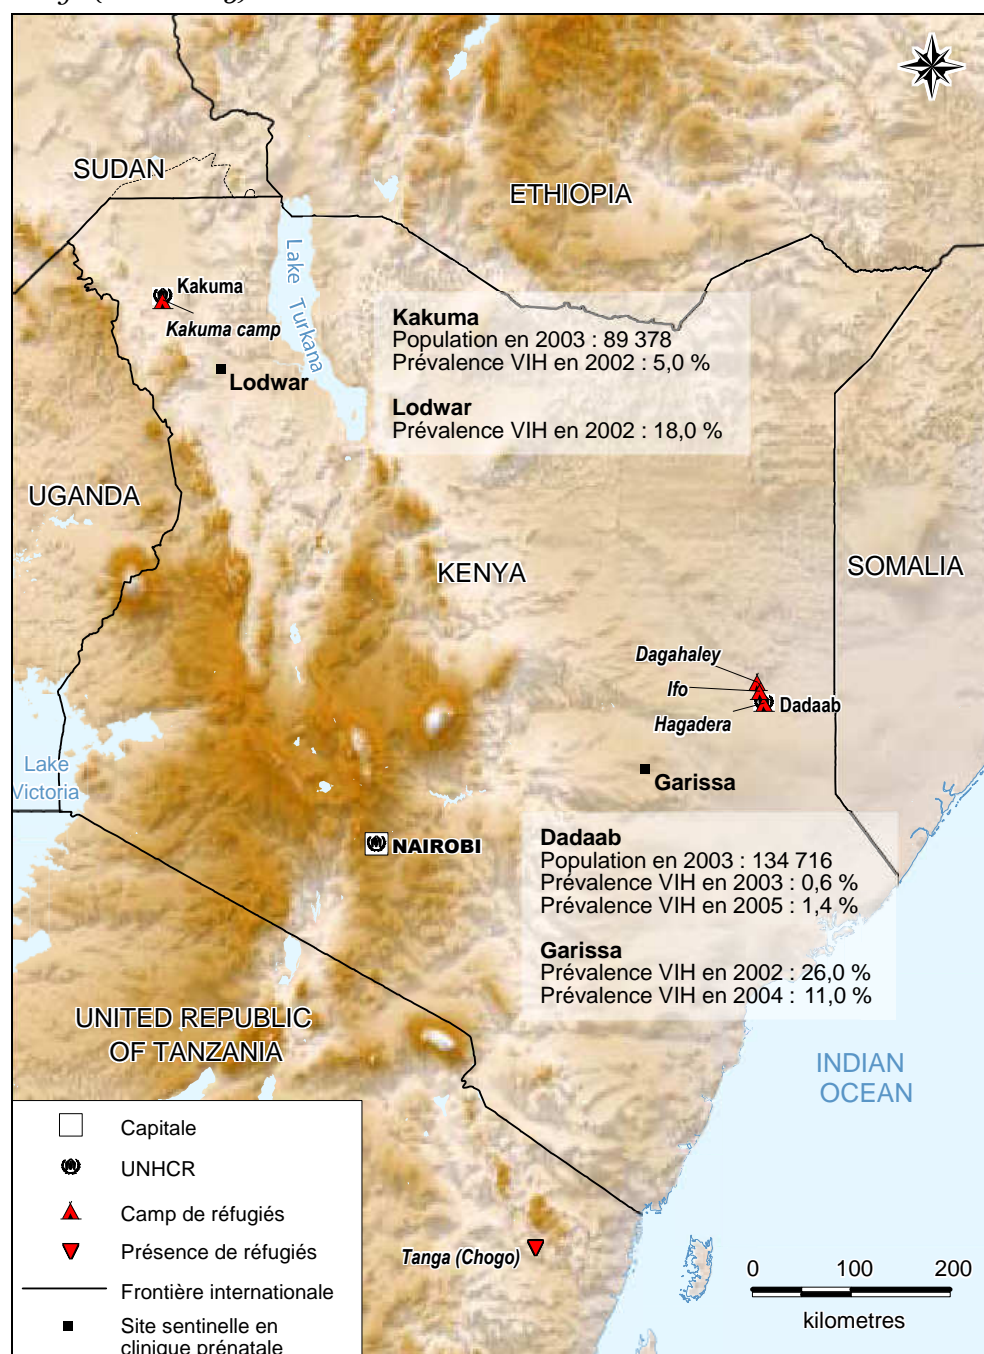 SUDAN
ETHIOPIA
Lake Turkana
Kakuma
Kakuma camp
Lodwar
Kakuma
Population en 2003 : 89 378
Prévalence VIH en 2002 : 5,0 %
Lodwar
Prévalence VIH en 2002 : 18,0 %
UGANDA
KENYA
SOMALIA
Dagahaley
Ifo
Hagadera
Dadaab
Garissa
Lake
Victoria
NAIROBI
Dadaab
Population en 2003 : 134 716
Prévalence VIH en 2003 : 0,6 %
Prévalence VIH en 2005 : 1,4 %
Garissa
Prévalence VIH en 2002 : 26,0 %
Prévalence VIH en 2004 : 11,0 %
UNITED REPUBLIC
OF TANZANIA
INDIAN
OCEAN
Capitale
UNHCR
Camp de réfugiés
Présence de réfugiés
Frontière internationale
Site sentinelle en
clinique prénatale
Tanga (Chogo)
0 100 200
kilometres